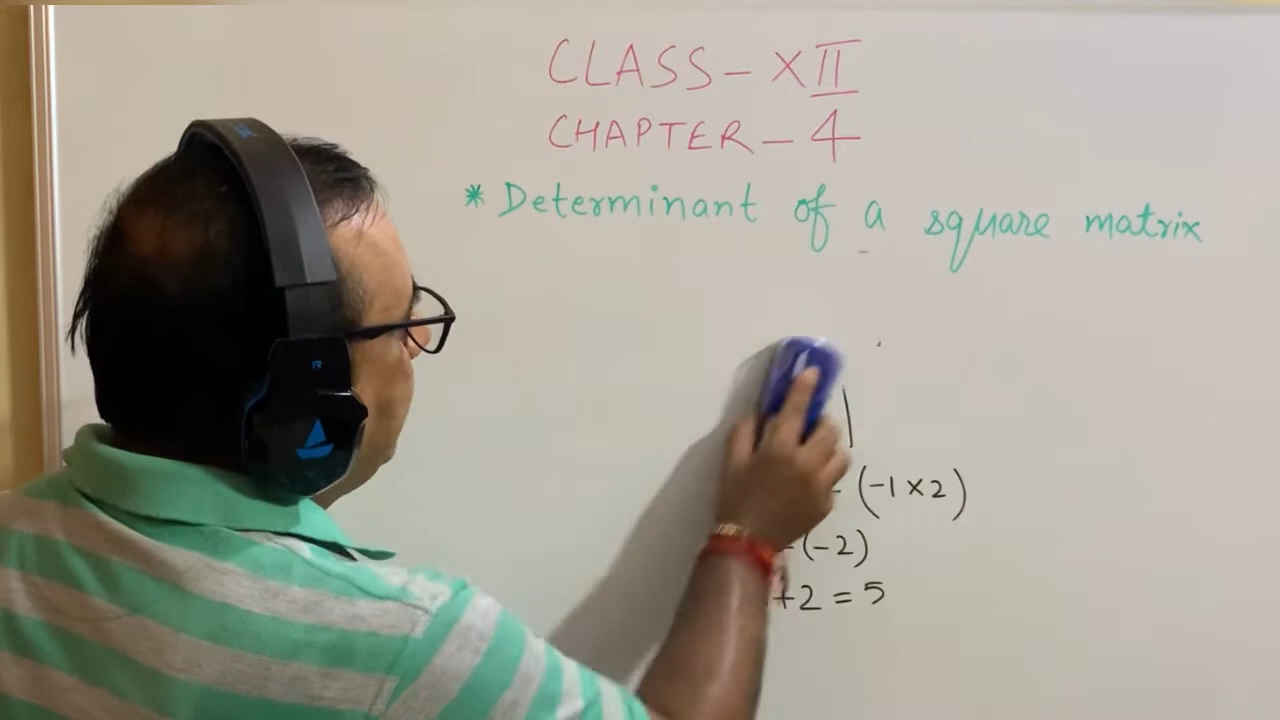 CLASS - XII
CHAPTER - 4
* Determinant of a square matrix
|
- (-1 × 2)
- (-2)
+2 = 5